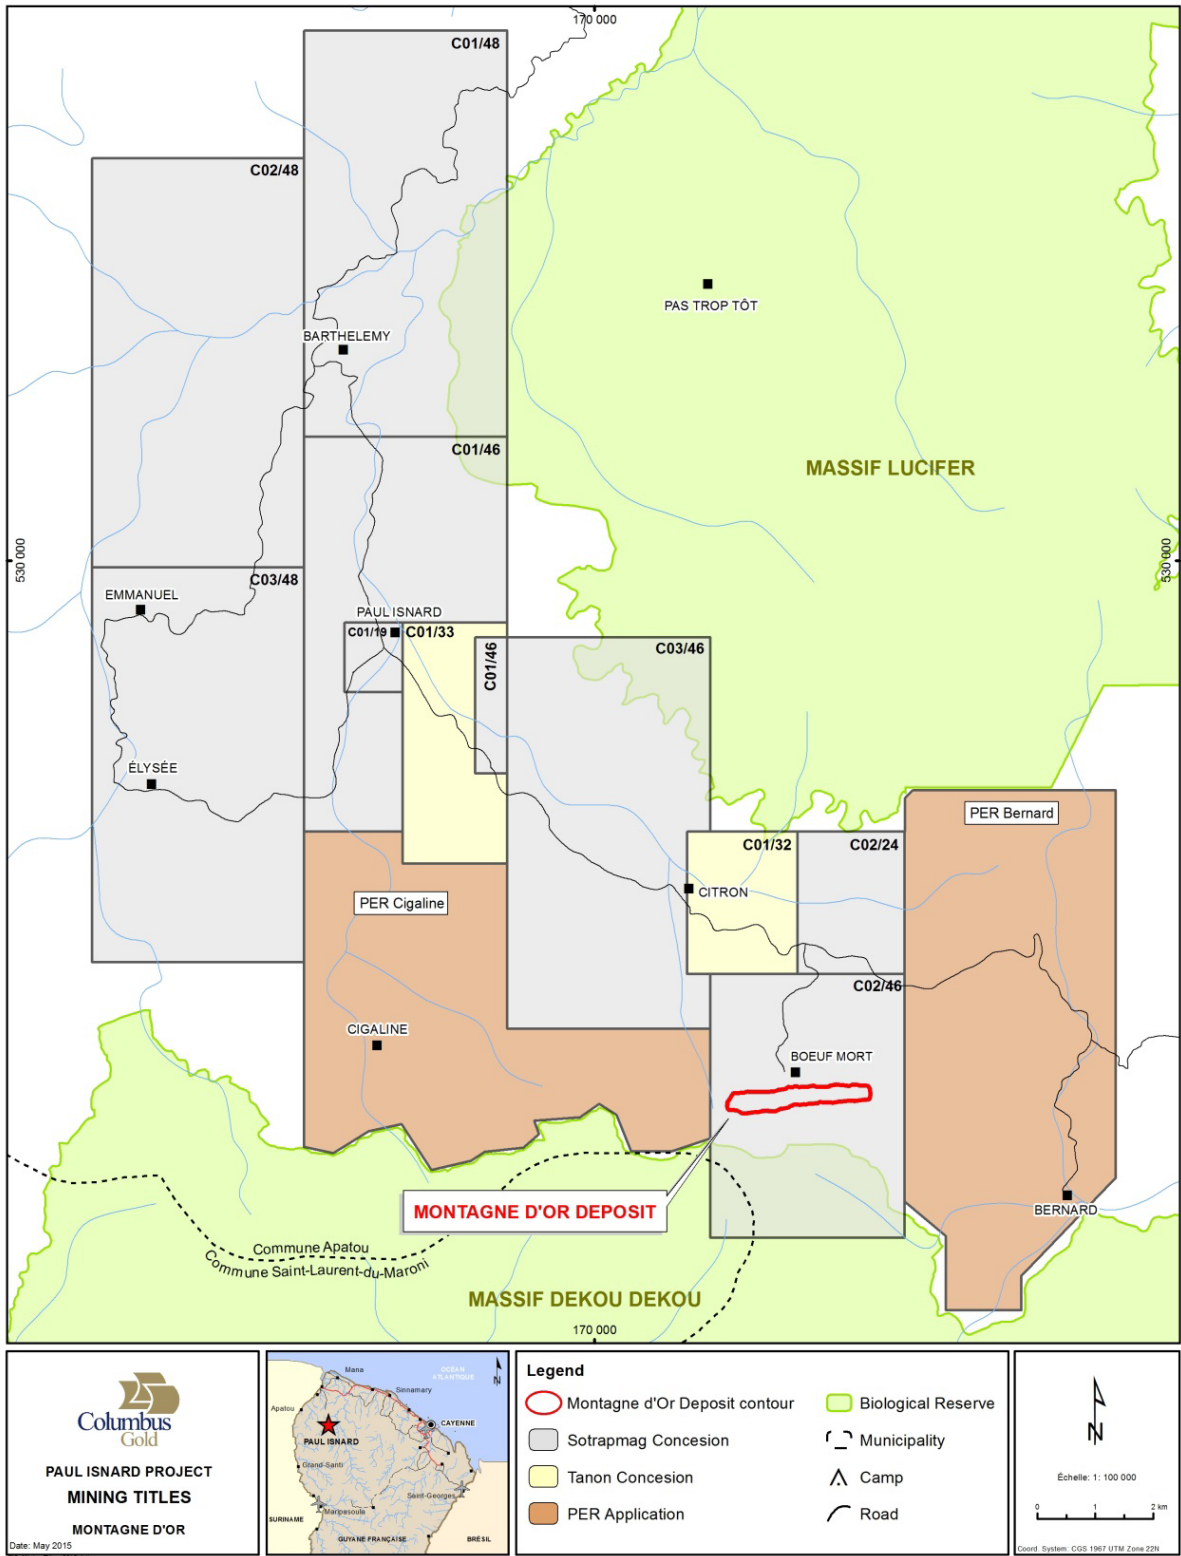 170 000
C01/48
C02/48
PAS TROP TÔT
BARTHELEMY
C01/46
MASSIF LUCIFER
530 000
530 000
C03/48
EMMANUEL
PAUL ISNARD
C01/19
C01/33
C01/46
C03/46
ÉLYSÉE
PER Bernard
C01/32
C02/24
CITRON
PER Cigaline
C02/46
CIGALINE
BOEUF MORT
MONTAGNE D'OR DEPOSIT
BERNARD
Commune Apatou
Commune Saint-Laurent-du-Maroni
MASSIF DEKOU DEKOU
170 000
Columbus
Gold
PAUL ISNARD PROJECT
MINING TITLES
MONTAGNE D'OR
Date: May 2015
Mana
OCÉAN
ATLANTIQUE
N
Sinnamary
Apatou
CAYENNE
PAUL ISNARD
Grand-Santi
Saint-Georges
Maripasoula
SURINAME
GUYANE FRANÇAISE
BRÉSIL
Legend
Montagne d'Or Deposit contour
Biological Reserve
Sotrapmag Concesion
Municipality
Tanon Concesion
Camp
PER Application
Road
N
Échelle: 1: 100 000
0 1 2 km
Coord. System: CGS 1967 UTM Zone 22N